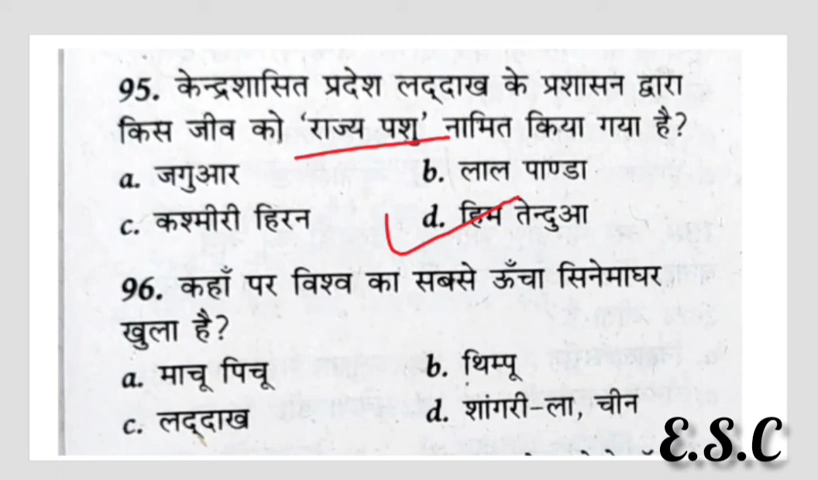 95. केन्द्रशासित प्रदेश लद्दाख के प्रशासन द्वारा
किस जीव को 'राज्य पशु' नामित किया गया है?
a. जगुआर b. लाल पाण्डा
c. कश्मीरी हिरन d. हिम तेन्दुआ
96. कहाँ पर विश्व का सबसे ऊँचा सिनेमाघर
खुला है?
a. माचू पिचू b. थिम्पू
c. लद्दाख d. शांगरी-ला, चीन
E.S.C